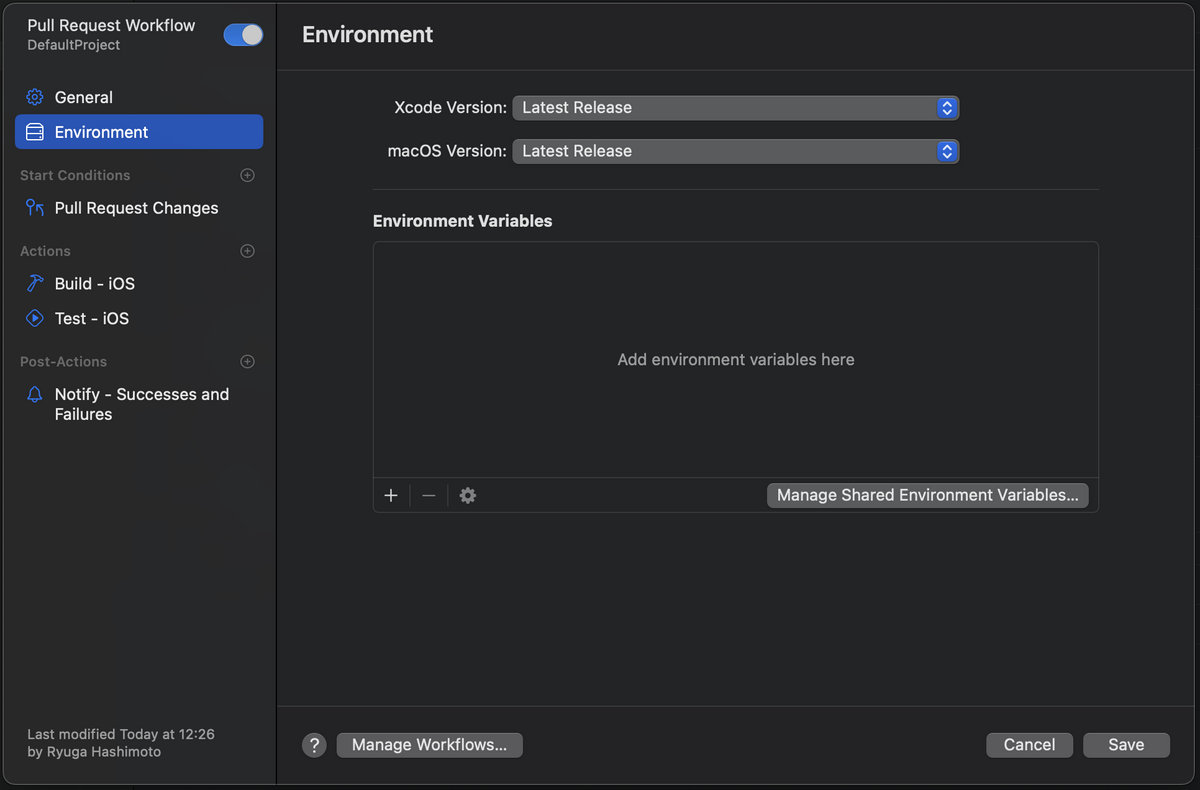 Pull Request Workflow
DefaultProject
General
Environment
Start Conditions
Pull Request Changes
Actions
Build - iOS
Test - iOS
Post-Actions
Notify - Successes and
Failures
Last modified Today at 12:26
by Ryuga Hashimoto
Environment
Xcode Version: Latest Release
macOS Version: Latest Release
Environment Variables
Add environment variables here
Manage Shared Environment Variables...
? Manage Workflows... Cancel Save